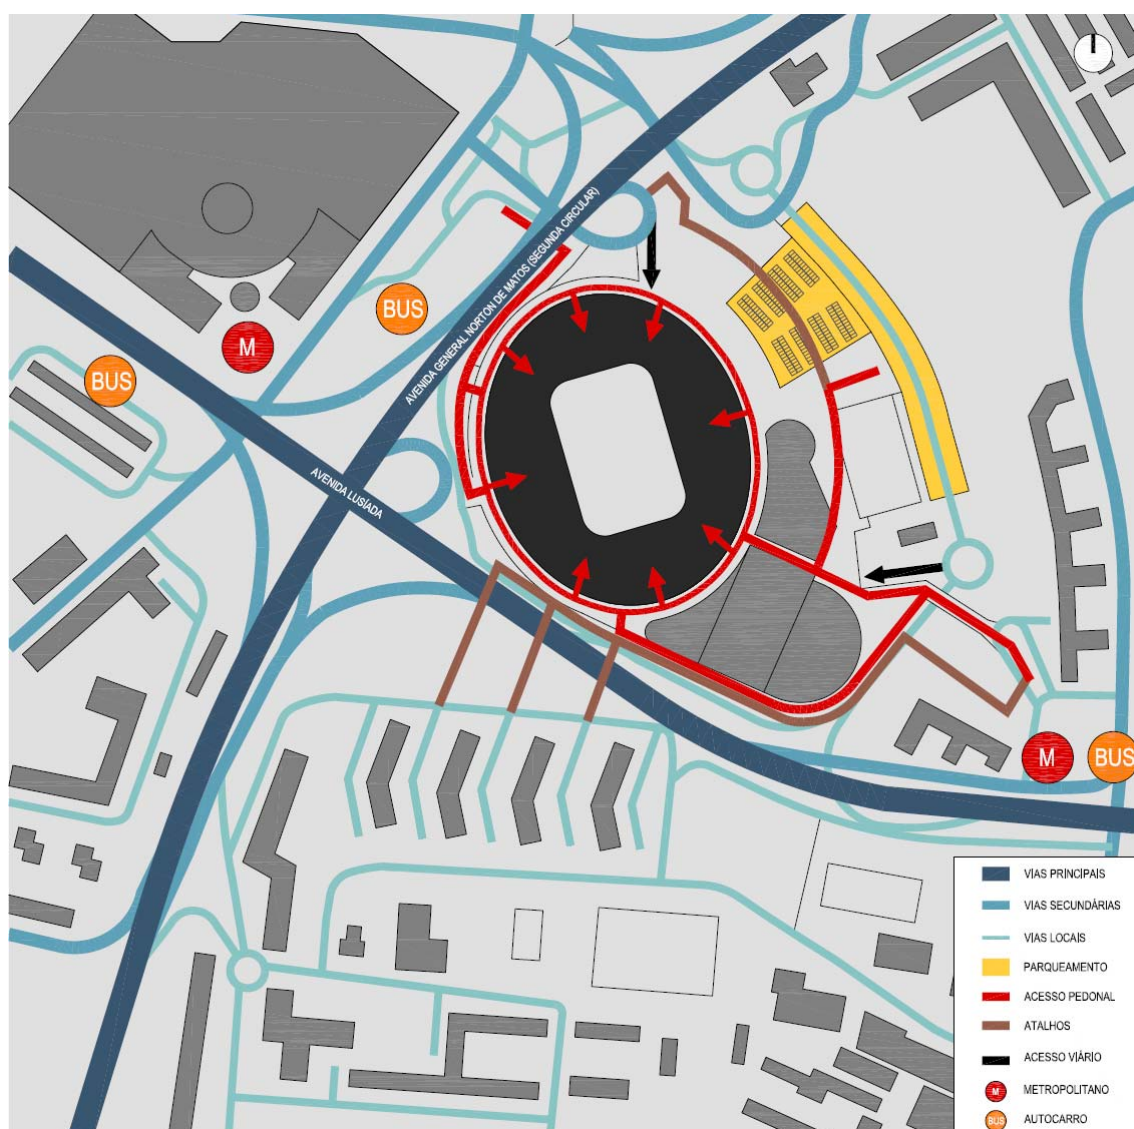 AVENIDA GENERAL NORTON DE MATOS (SEGUNDA CIRCULAR)
BUS
M
BUS
AVENIDA LUSÍADA
M
BUS
VIAS PRINCIPAIS
VIAS SECUNDÁRIAS
VIAS LOCAIS
PARQUEAMENTO
ACESSO PEDONAL
ATALHOS
ACESSO VIÁRIO
M METROPOLITANO
BUS AUTOCARRO